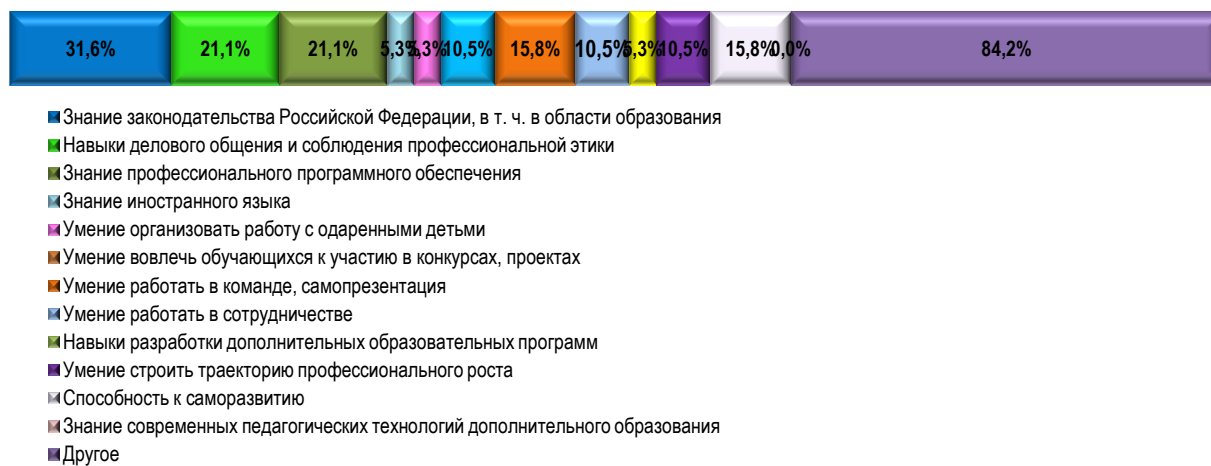 31,6% 21,1% 21,1% 5,3% 5,3% 10,5% 15,8% 10,5% 5,3% 10,5% 15,8% 0,0% 84,2%
Знание законодательства Российской Федерации, в т. ч. в области образования
Навыки делового общения и соблюдения профессиональной этики
Знание профессионального программного обеспечения
Знание иностранного языка
Умение организовать работу с одаренными детьми
Умение вовлечь обучающихся к участию в конкурсах, проектах
Умение работать в команде, самопрезентация
Умение работать в сотрудничестве
Навыки разработки дополнительных образовательных программ
Умение строить траекторию профессионального роста
Способность к саморазвитию
Знание современных педагогических технологий дополнительного образования
Другое